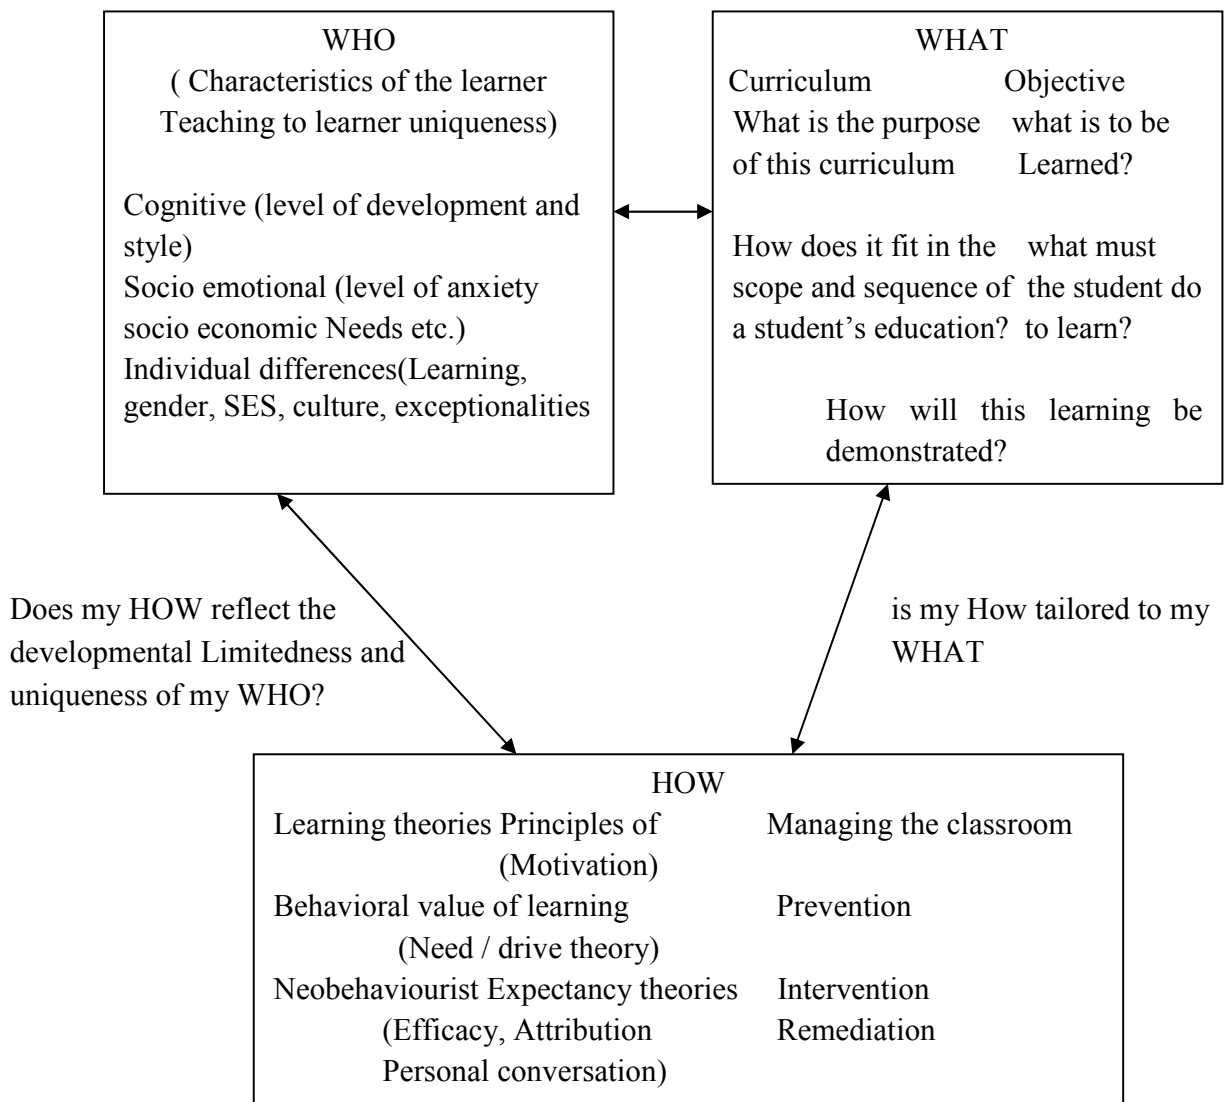 WHO
( Characteristics of the learner
Teaching to learner uniqueness)
Cognitive (level of development and
style)
Socio emotional (level of anxiety
socio economic Needs etc.)
Individual differences(Learning,
gender, SES, culture, exceptionalities
WHAT
Curriculum Objective
What is the purpose what is to be
of this curriculum Learned?
How does it fit in the what must
scope and sequence of the student do
a student’s education? to learn?
How will this learning be
demonstrated?
Does my HOW reflect the
developmental Limitedness and
uniqueness of my WHO?
is my How tailored to my
WHAT
HOW
Learning theories Principles of Managing the classroom
(Motivation)
Behavioral value of learning Prevention
(Need / drive theory)
Neobehaviourist Expectancy theories Intervention
(Efficacy, Attribution Remediation
Personal conversation)